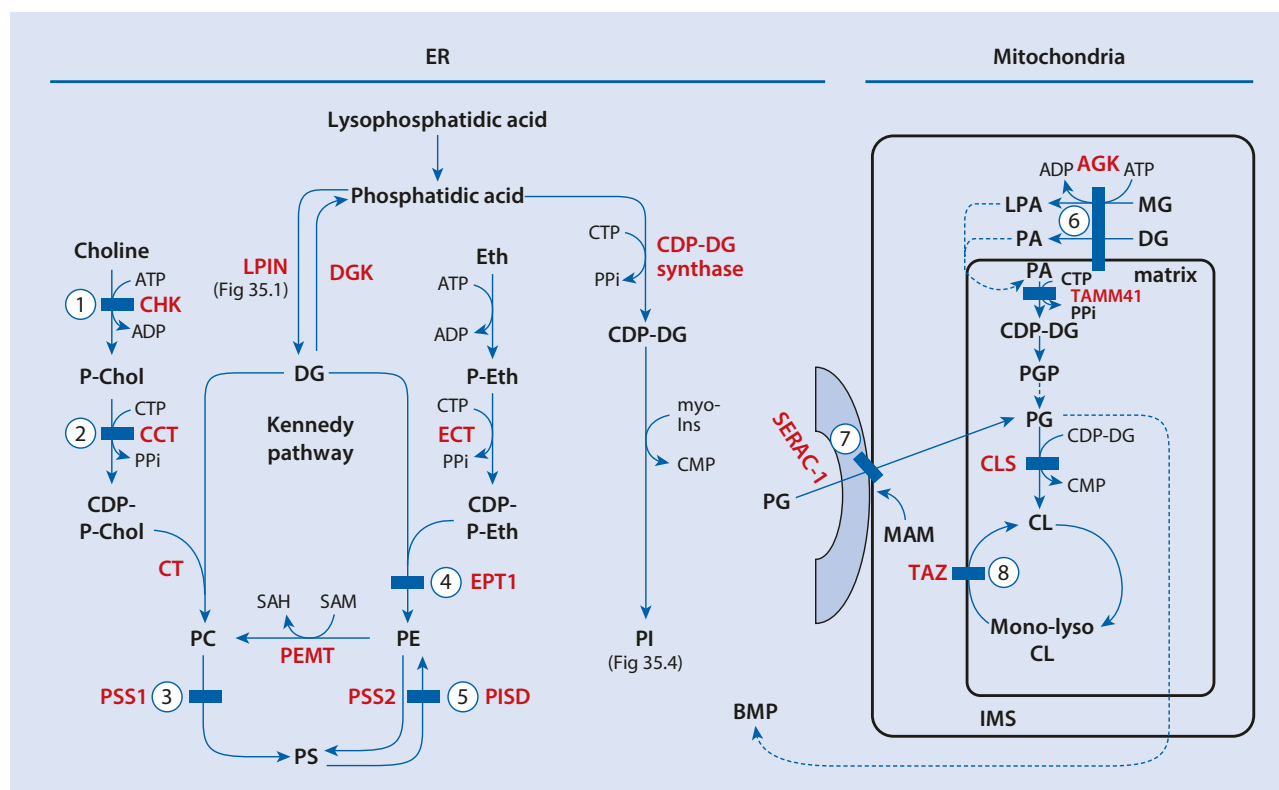 ER
Mitochondria
Lysophosphatidic acid
Phosphatidic acid
Choline
ATP
1
CHK
ADP
P-Chol
CTP
2
CCT
PPi
CDP-
P-Chol
CT
LPIN
(Fig 35.1)
DGK
DG
Kennedy
pathway
Eth
ATP
ADP
P-Eth
CTP
ECT
PPi
CDP-
P-Eth
4
EPT1
SAH
SAM
PC
PE
PEMT
PSS1
3
PSS2
5
PISD
PS
CTP
CDP-DG
synthase
PPi
CDP-DG
myo-
Ins
CMP
PI
(Fig 35.4)
ADP
AGK
ATP
LPA
MG
6
PA
DG
PA
matrix
CTP
TAMM41
PPi
CDP-DG
PGP
PG
SERAC-1
7
PG
MAM
CDP-DG
CLS
CMP
CL
TAZ
8
Mono-lyso
CL
IMS
BMP